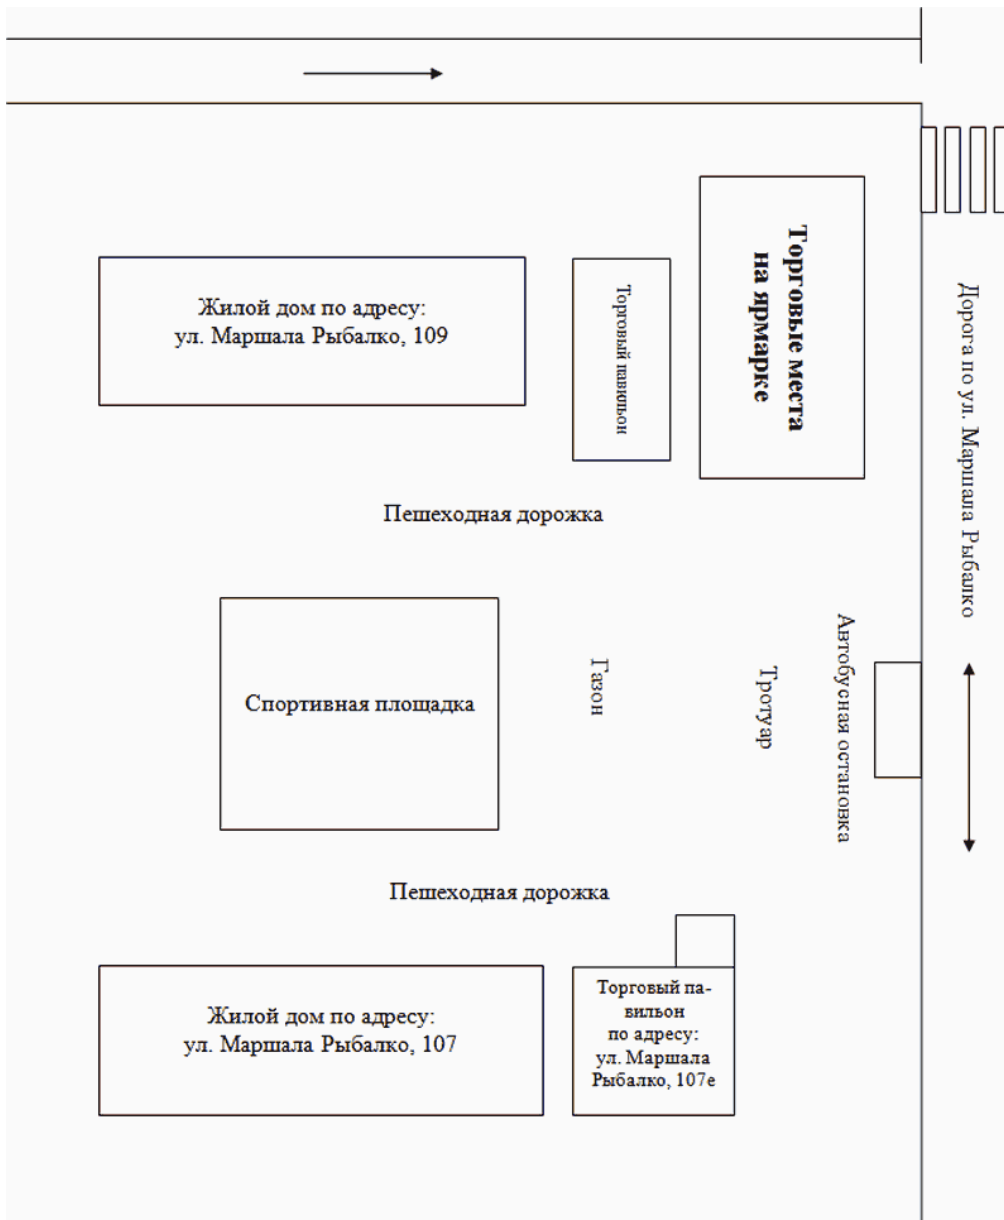 Торговые места
на ярмарке
Жилой дом по адресу:
ул. Маршала Рыбалко, 109
Торговый павильон
Дорога по ул. Маршала Рыбалко
Пешеходная дорожка
Автобусная остановка
Газон
Тротуар
Спортивная площадка
Пешеходная дорожка
Жилой дом по адресу:
ул. Маршала Рыбалко, 107
Торговый па-
вильон
по адресу:
ул. Маршала
Рыбалко, 107е